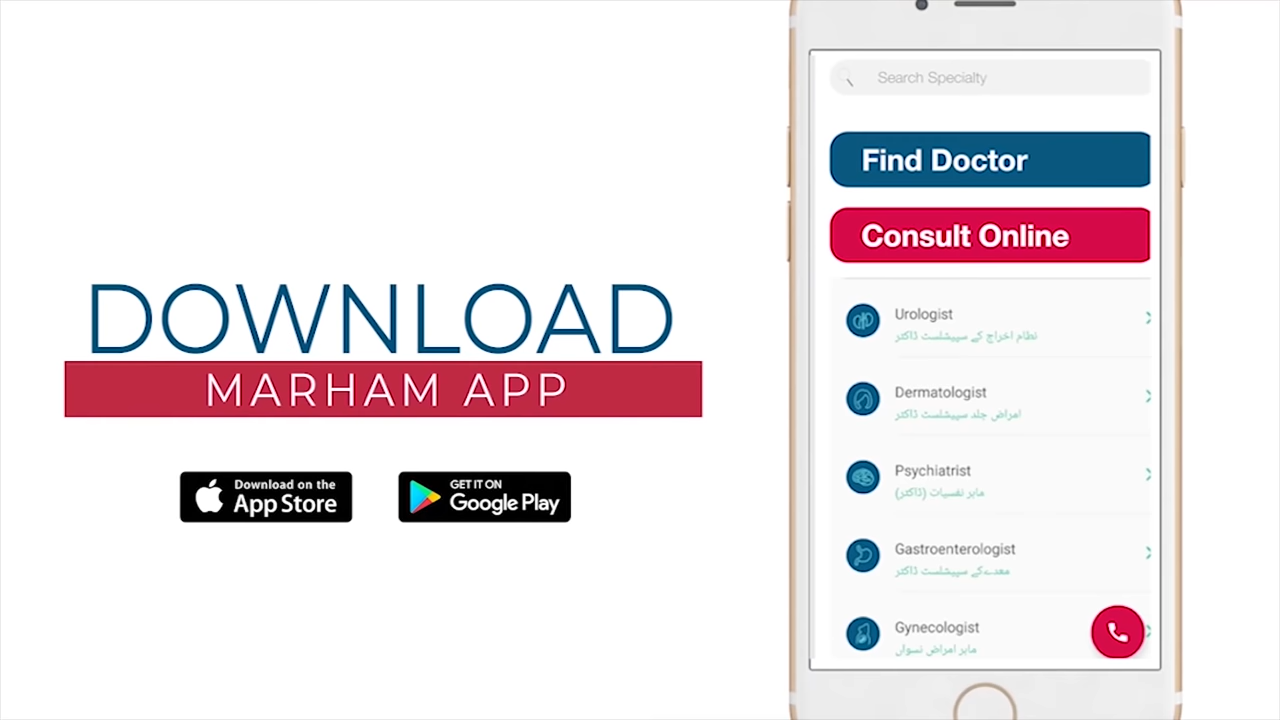 DOWNLOAD
MARHAM APP
Download on the
App Store
GET IT ON
Google Play
Search Specialty
Find Doctor
Consult Online
Urologist
نظام اخراج کے سپیشلسٹ ڈاکٹر
Dermatologist
امراض جلد سپیشلسٹ ڈاکٹر
Psychiatrist
ماہر نفسیات (ڈاکٹر)
Gastroenterologist
معدے کے سپیشلسٹ ڈاکٹر
Gynecologist
ماہر امراض نسواں